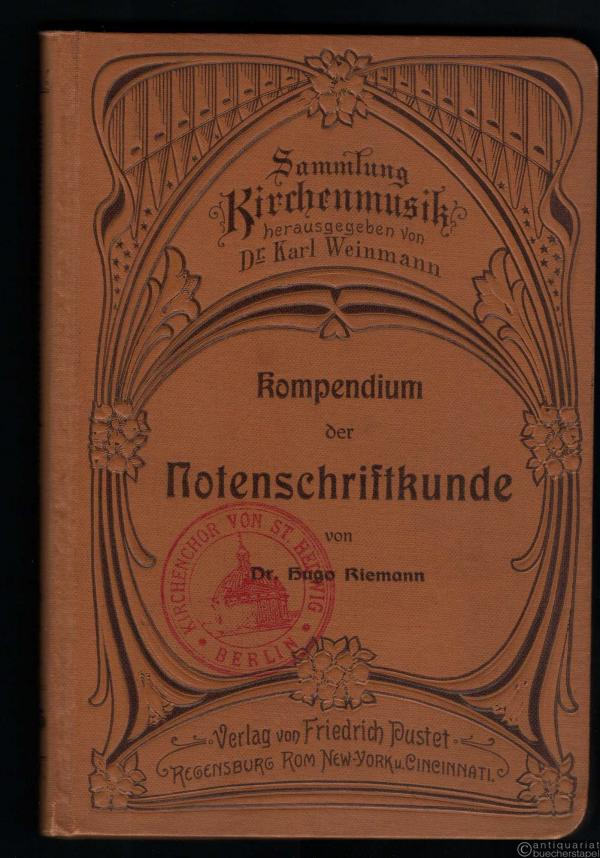 Sammlung
Kirchenmusik
herausgegeben von
Dr. Karl Weinmann
Kompendium
der
Notenschriftkunde
von
Dr. Hugo Riemann
KIRCHENCHOR VON ST. HEDWIG
• BERLIN •
Verlag von Friedrich Pustet
REGENSBURG ROM NEW-YORK u. CINCINNATI.
antiquariat
buecherstapel